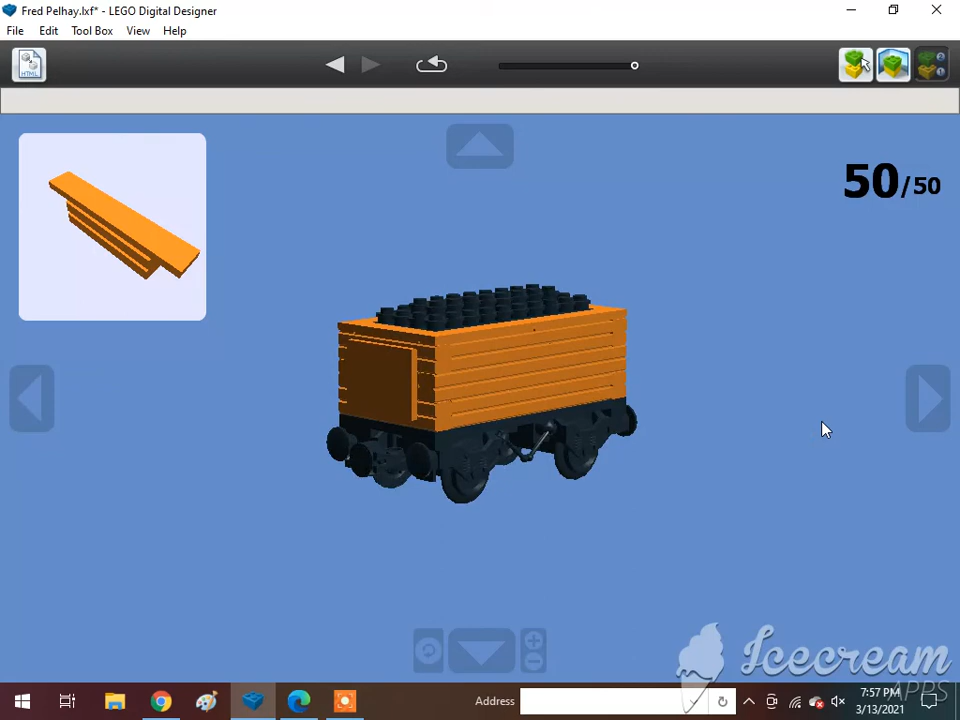 Fred Pelhay.lxf* - LEGO Digital Designer
File Edit Tool Box View Help
HTML
50/50
Icecream
APPS
Address
7:57 PM
3/13/2021